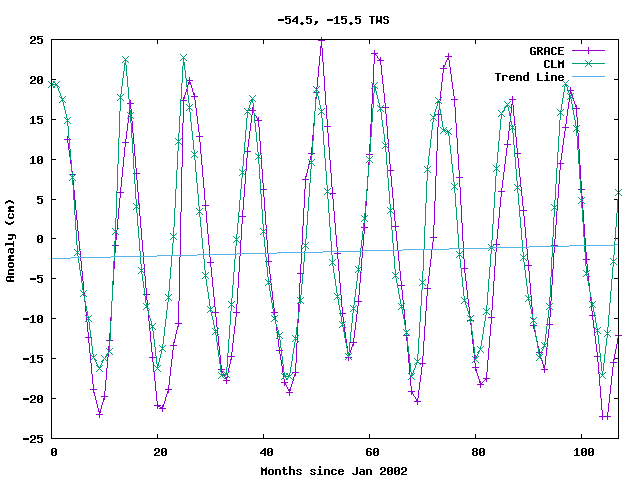 -54.5, -15.5 TWS
GRACE
CLM
Trend Line
25
20
15
10
5
0
-5
-10
-15
-20
-25
Anomaly (cm)
0 20 40 60 80 100
Months since Jan 2002